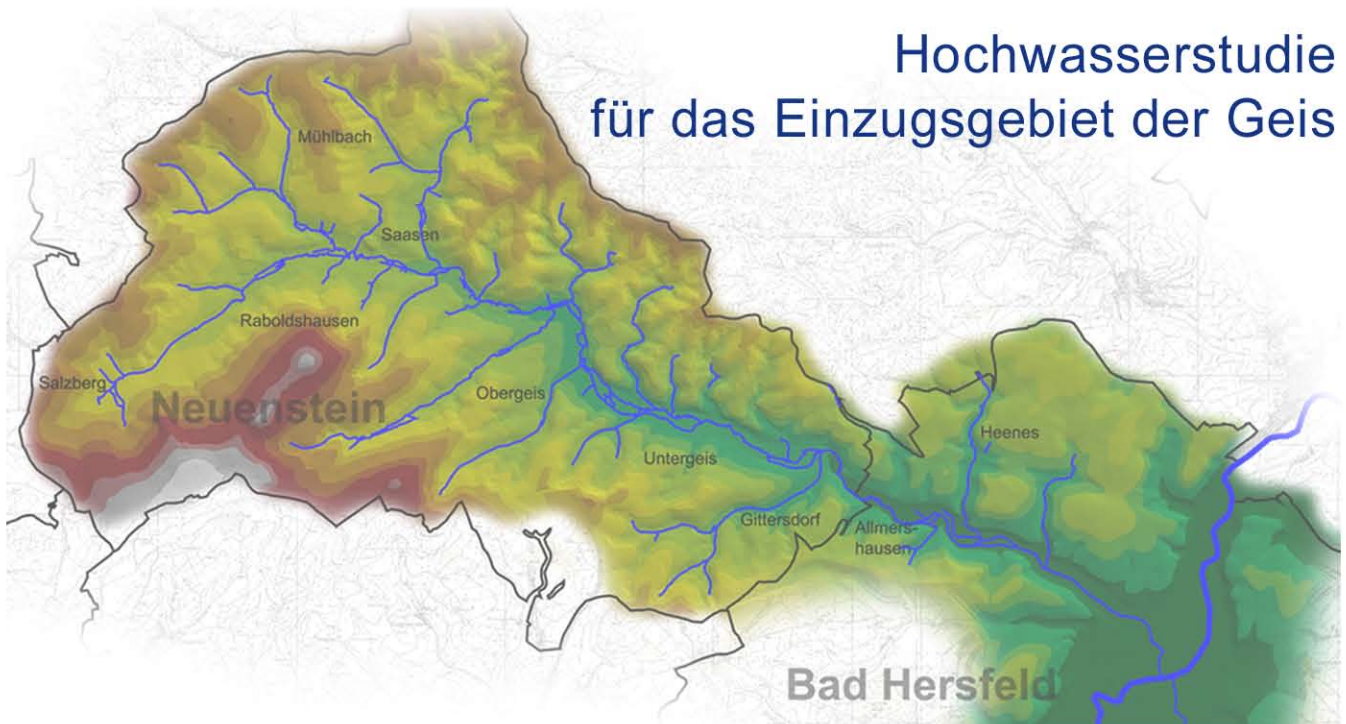 Hochwasserstudie
für das Einzugsgebiet der Geis
Mühlbach
Saasen
Raboldshausen
Salzberg
Neuenstein
Obergeis
Heenes
Untergeis
Gittersdorf
Allmers-
hausen
Bad Hersfeld